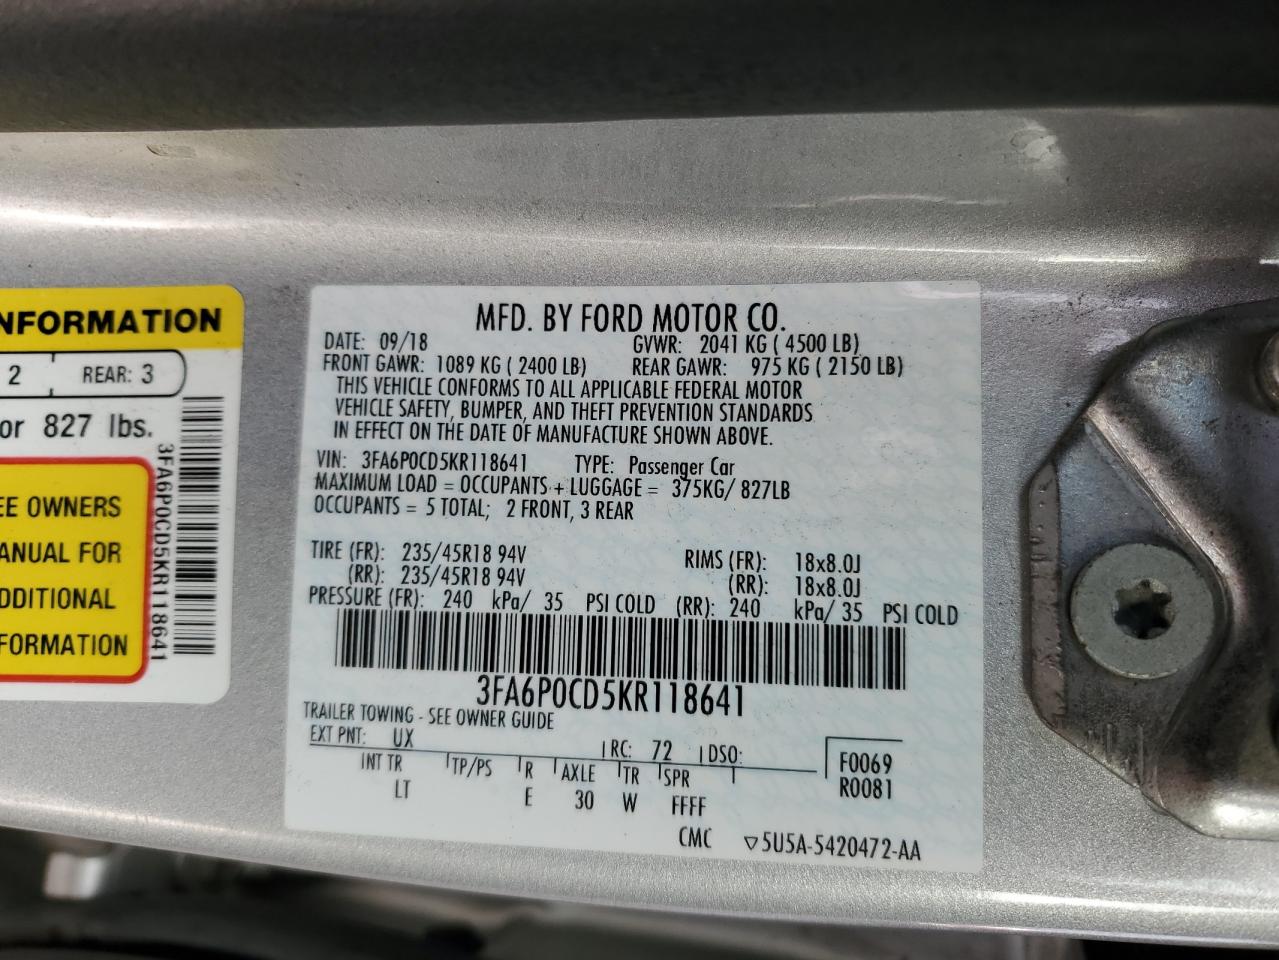 NFORMATION
2 REAR: 3
or 827 lbs.
EE OWNERS
ANUAL FOR
DDITIONAL
FORMATION
3FA6P0CD5KR118641
MFD. BY FORD MOTOR CO.
DATE: 09/18 GVWR: 2041 KG ( 4500 LB)
FRONT GAWR: 1089 KG ( 2400 LB) REAR GAWR: 975 KG ( 2150 LB)
THIS VEHICLE CONFORMS TO ALL APPLICABLE FEDERAL MOTOR
VEHICLE SAFETY, BUMPER, AND THEFT PREVENTION STANDARDS
IN EFFECT ON THE DATE OF MANUFACTURE SHOWN ABOVE.
VIN: 3FA6P0CD5KR118641 TYPE: Passenger Car
MAXIMUM LOAD = OCCUPANTS + LUGGAGE = 375KG/ 827LB
OCCUPANTS = 5 TOTAL; 2 FRONT, 3 REAR
TIRE (FR): 235/45R18 94V RIMS (FR): 18x8.0J
(RR): 235/45R18 94V (RR): 18x8.0J
PRESSURE (FR): 240 kPa/ 35 PSI COLD (RR): 240 kPa/ 35 PSI COLD
3FA6P0CD5KR118641
TRAILER TOWING - SEE OWNER GUIDE
EXT PNT: UX RC: 72 DSO: F0069
INT TR TP/PS R AXLE TR SPR R0081
LT E 30 W FFFF
CMC ▽5U5A-5420472-AA